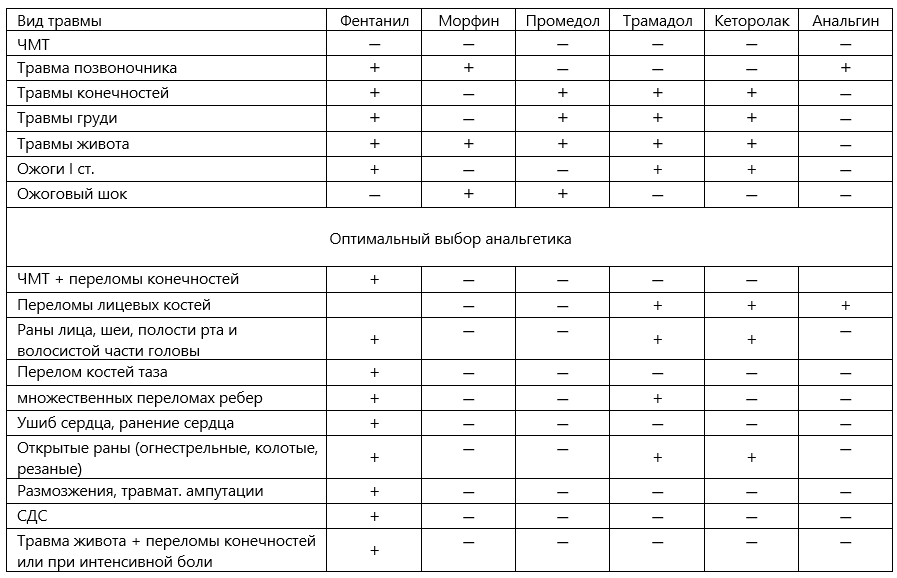 Вид травмы Фентанил Морфин Промедол Трамадол Кеторолак Анальгин
ЧМТ — — — — — —
Травма позвоночника + + — — — +
Травмы конечностей + — + + + —
Травмы груди + — + + + —
Травмы живота + + + + + —
Ожоги I ст. + — — + + —
Ожоговый шок — + + — — —
Оптимальный выбор анальгетика
ЧМТ + переломы конечностей + — — — —
Переломы лицевых костей — — + + +
Раны лица, шеи, полости рта и
волосистой части головы + — — + + —
Перелом костей таза + — — — — —
множественных переломах ребер + — — + — —
Ушиб сердца, ранение сердца + — — — — —
Открытые раны (огнестрельные, колотые,
резаные) + — — + + —
Размозжения, травмат. ампутации + — — — — —
СДС + — — — — —
Травма живота + переломы конечностей
или при интенсивной боли + — — — — —